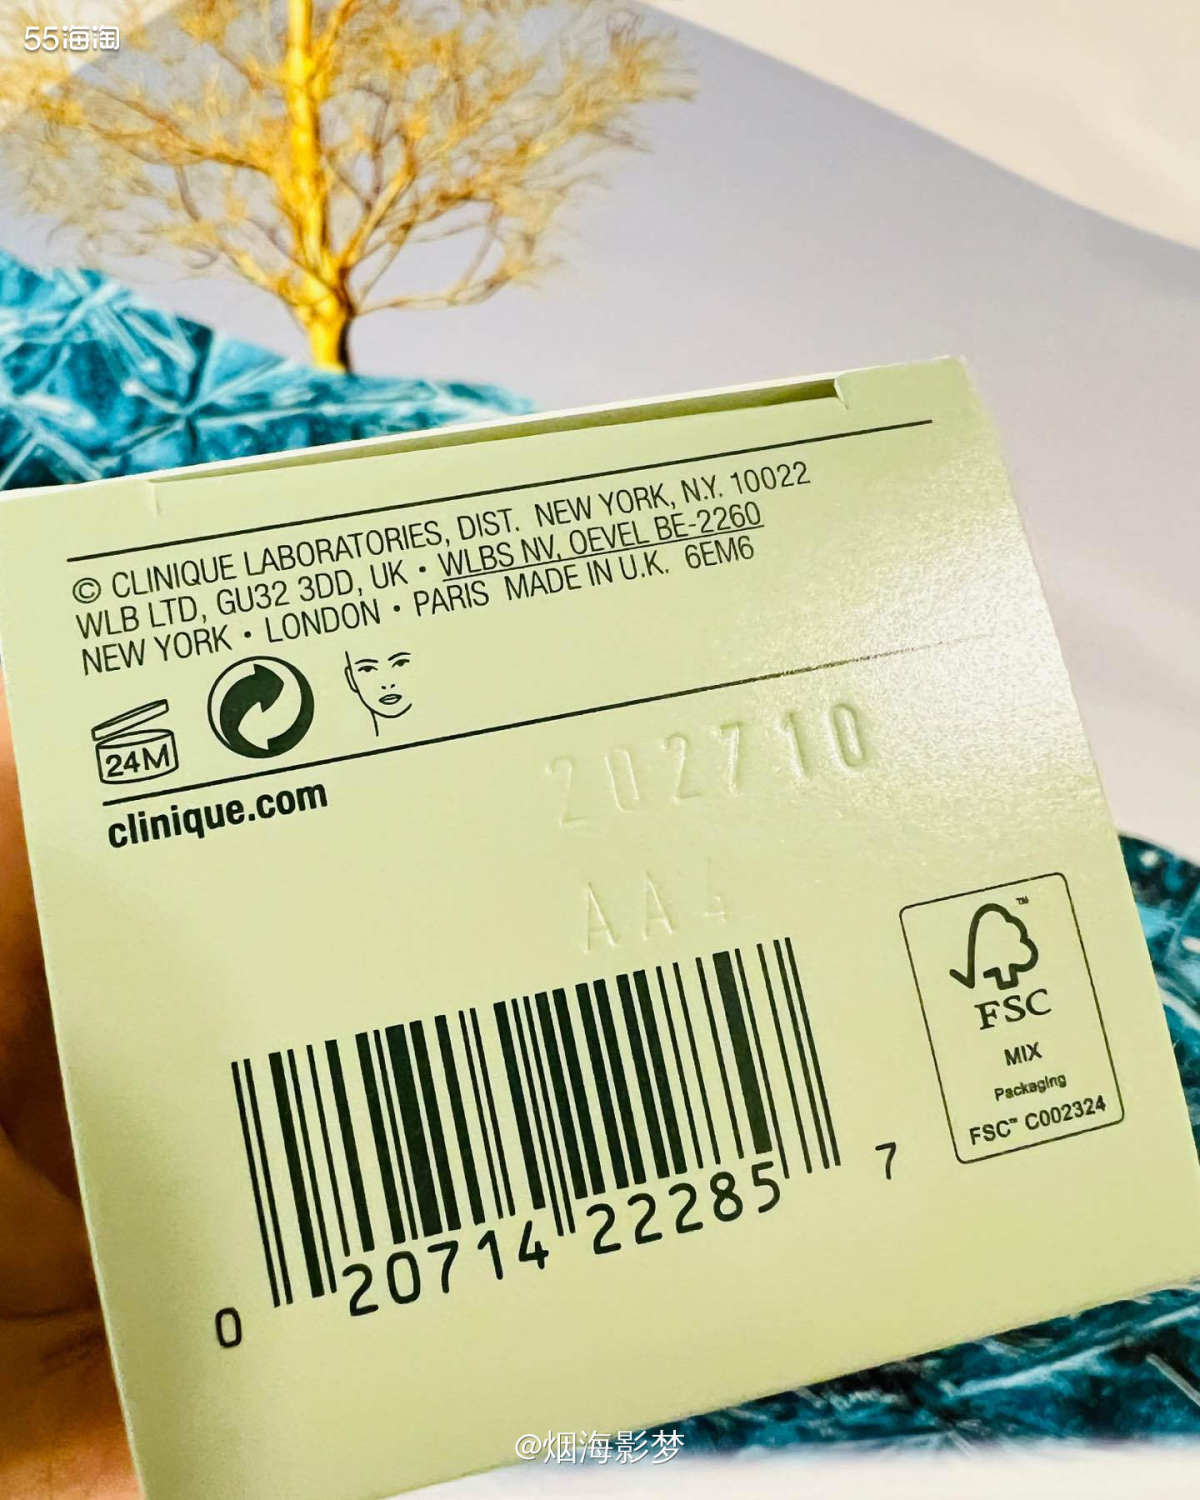 55海淘
© CLINIQUE LABORATORIES, DIST. NEW YORK, N.Y. 10022
WLB LTD, GU32 3DD, UK • WLBS NV, OEVEL BE-2260
NEW YORK • LONDON • PARIS MADE IN U.K. 6EM6
24M
clinique.com
202710
AA4
FSC™
MIX
Packaging
FSC™ C002324
0 20714 22285 7
@烟海影梦